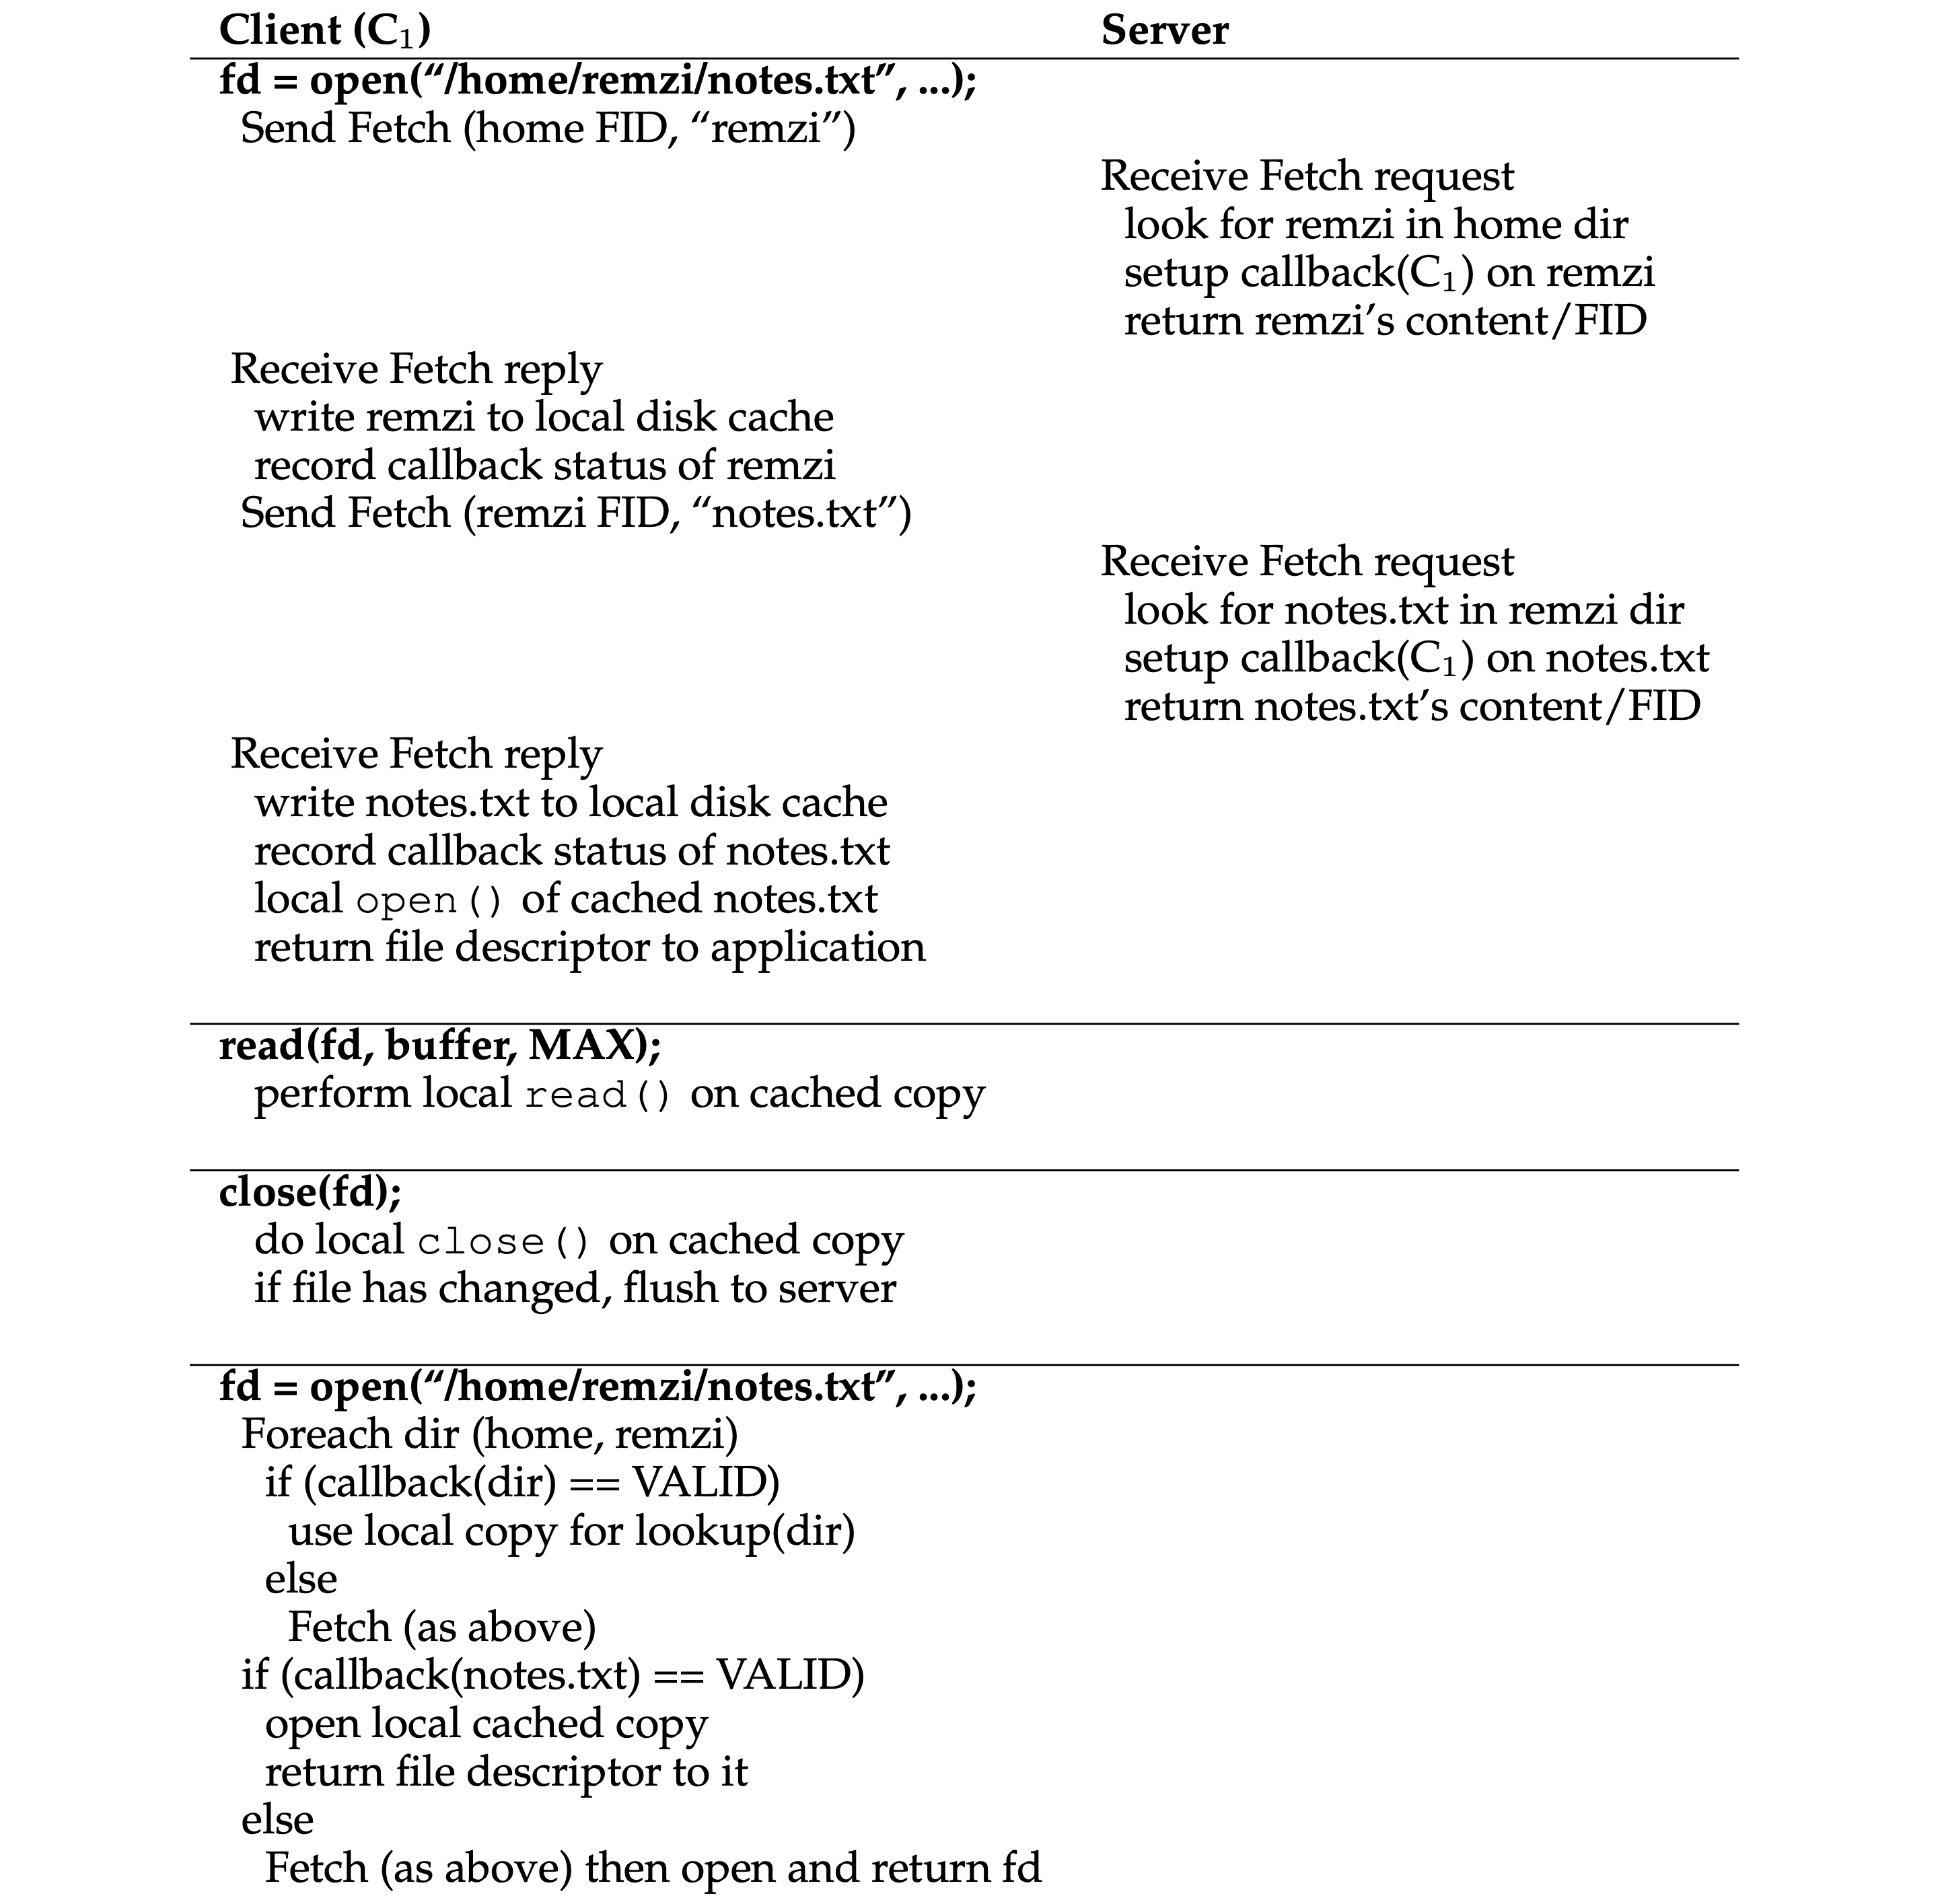 Client (C₁) Server
fd = open(“/home/remzi/notes.txt”, ...);
Send Fetch (home FID, “remzi”)
Receive Fetch request
look for remzi in home dir
setup callback(C₁) on remzi
return remzi’s content/FID
Receive Fetch reply
write remzi to local disk cache
record callback status of remzi
Send Fetch (remzi FID, “notes.txt”)
Receive Fetch request
look for notes.txt in remzi dir
setup callback(C₁) on notes.txt
return notes.txt’s content/FID
Receive Fetch reply
write notes.txt to local disk cache
record callback status of notes.txt
local open() of cached notes.txt
return file descriptor to application
read(fd, buffer, MAX);
perform local read() on cached copy
close(fd);
do local close() on cached copy
if file has changed, flush to server
fd = open(“/home/remzi/notes.txt”, ...);
Foreach dir (home, remzi)
if (callback(dir) == VALID)
use local copy for lookup(dir)
else
Fetch (as above)
if (callback(notes.txt) == VALID)
open local cached copy
return file descriptor to it
else
Fetch (as above) then open and return fd